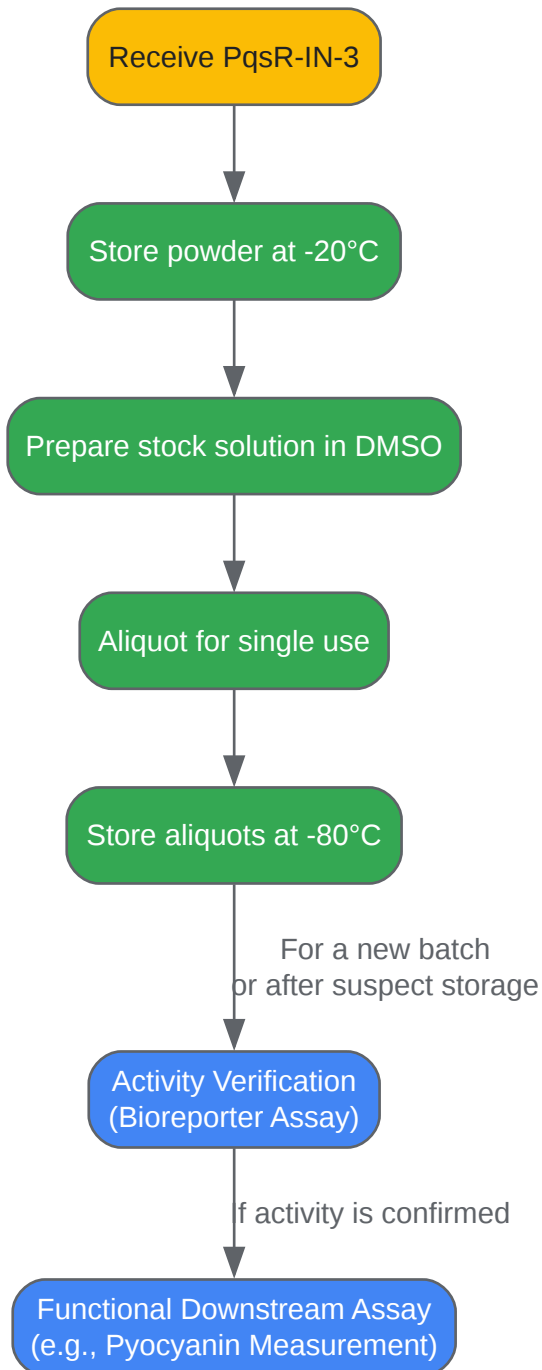 Receive PqsR-IN-3
Store powder at -20°C
Prepare stock solution in DMSO
Aliquot for single use
Store aliquots at -80°C
For a new batch
or after suspect storage
Activity Verification
(Bioreporter Assay)
If activity is confirmed
Functional Downstream Assay
(e.g., Pyocyanin Measurement)